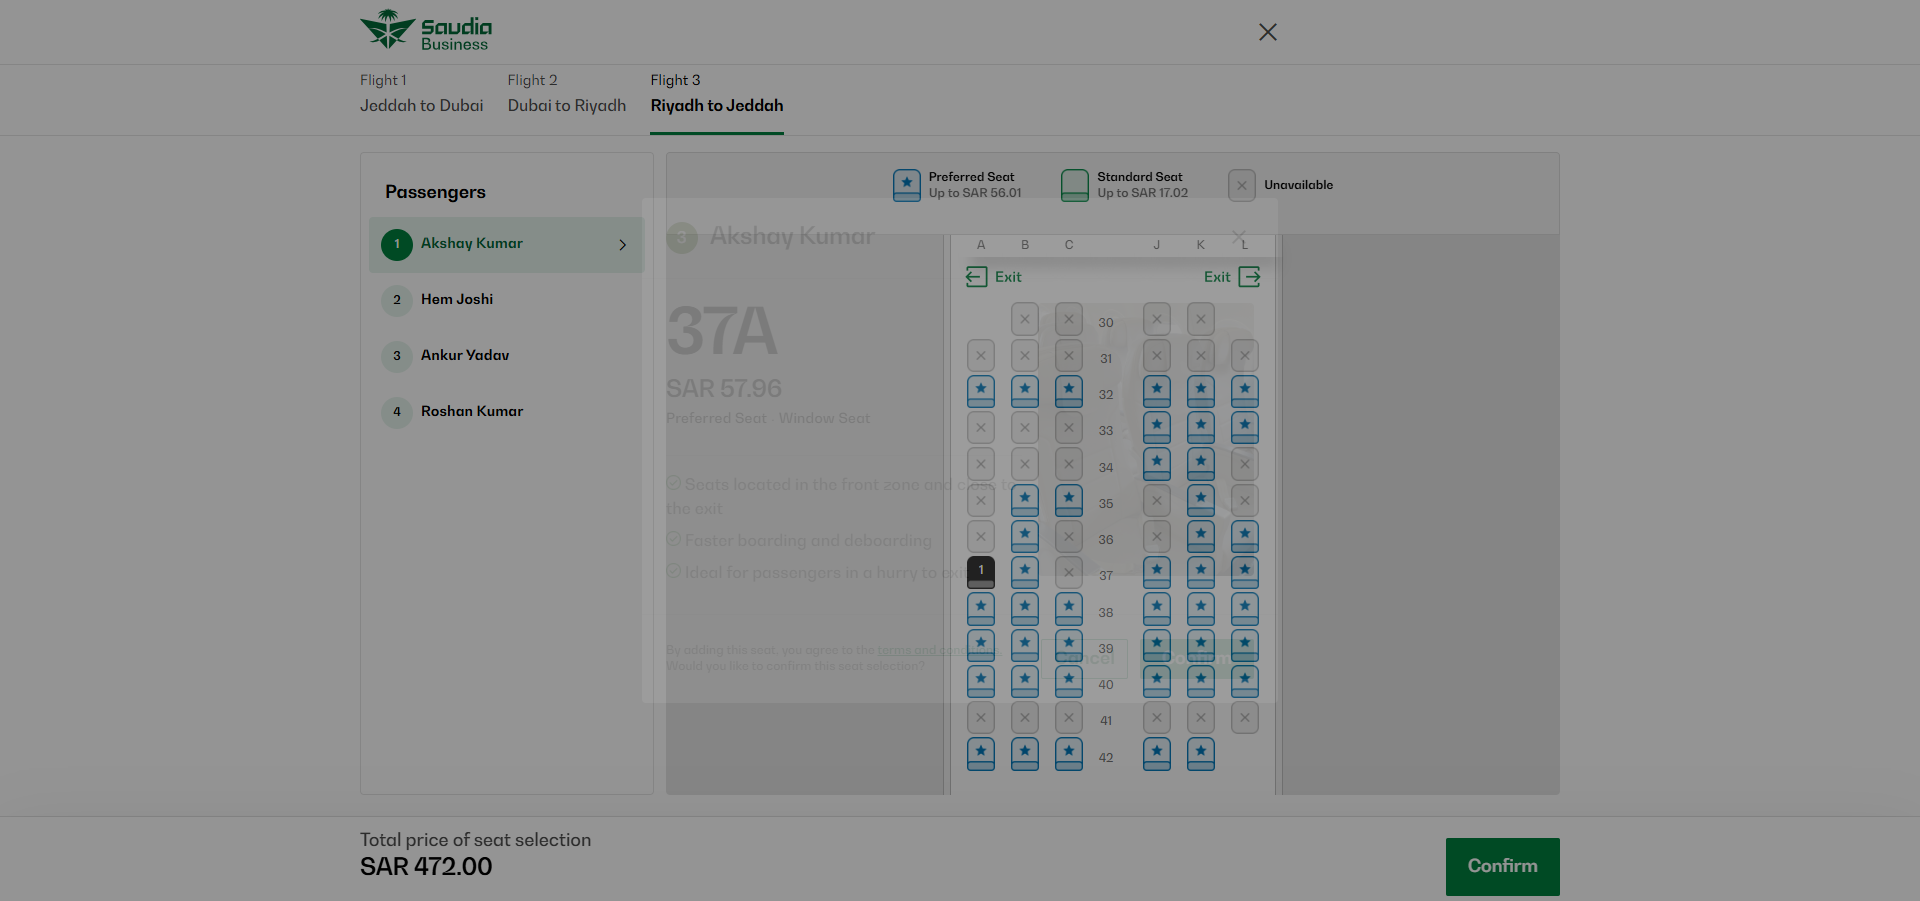 Saudia
Business
Flight 1
Jeddah to Dubai
Flight 2
Dubai to Riyadh
Flight 3
Riyadh to Jeddah
Passengers
1 Akshay Kumar
2 Hem Joshi
3 Ankur Yadav
4 Roshan Kumar
Preferred Seat
Up to SAR 56.01
Standard Seat
Up to SAR 17.02
Unavailable
3 Akshay Kumar
37A
SAR 57.96
Preferred Seat - Window Seat
Seats located in the front zone and close to
the exit
Faster boarding and deboarding
Ideal for passengers in a hurry to exit
By adding this seat, you agree to the terms and conditions.
Would you like to confirm this seat selection?
Cancel
Confirm
A B C J K L
Exit Exit
30
31
32
33
34
35
36
1 37
38
39
40
41
42
Total price of seat selection
SAR 472.00
Confirm